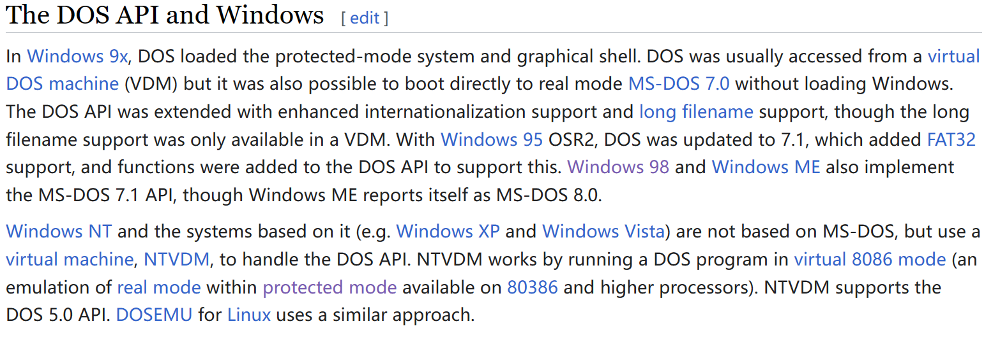 The DOS API and Windows [ edit ]
In Windows 9x, DOS loaded the protected-mode system and graphical shell. DOS was usually accessed from a virtual
DOS machine (VDM) but it was also possible to boot directly to real mode MS-DOS 7.0 without loading Windows.
The DOS API was extended with enhanced internationalization support and long filename support, though the long
filename support was only available in a VDM. With Windows 95 OSR2, DOS was updated to 7.1, which added FAT32
support, and functions were added to the DOS API to support this. Windows 98 and Windows ME also implement
the MS-DOS 7.1 API, though Windows ME reports itself as MS-DOS 8.0.
Windows NT and the systems based on it (e.g. Windows XP and Windows Vista) are not based on MS-DOS, but use a
virtual machine, NTVDM, to handle the DOS API. NTVDM works by running a DOS program in virtual 8086 mode (an
emulation of real mode within protected mode available on 80386 and higher processors). NTVDM supports the
DOS 5.0 API. DOSEMU for Linux uses a similar approach.